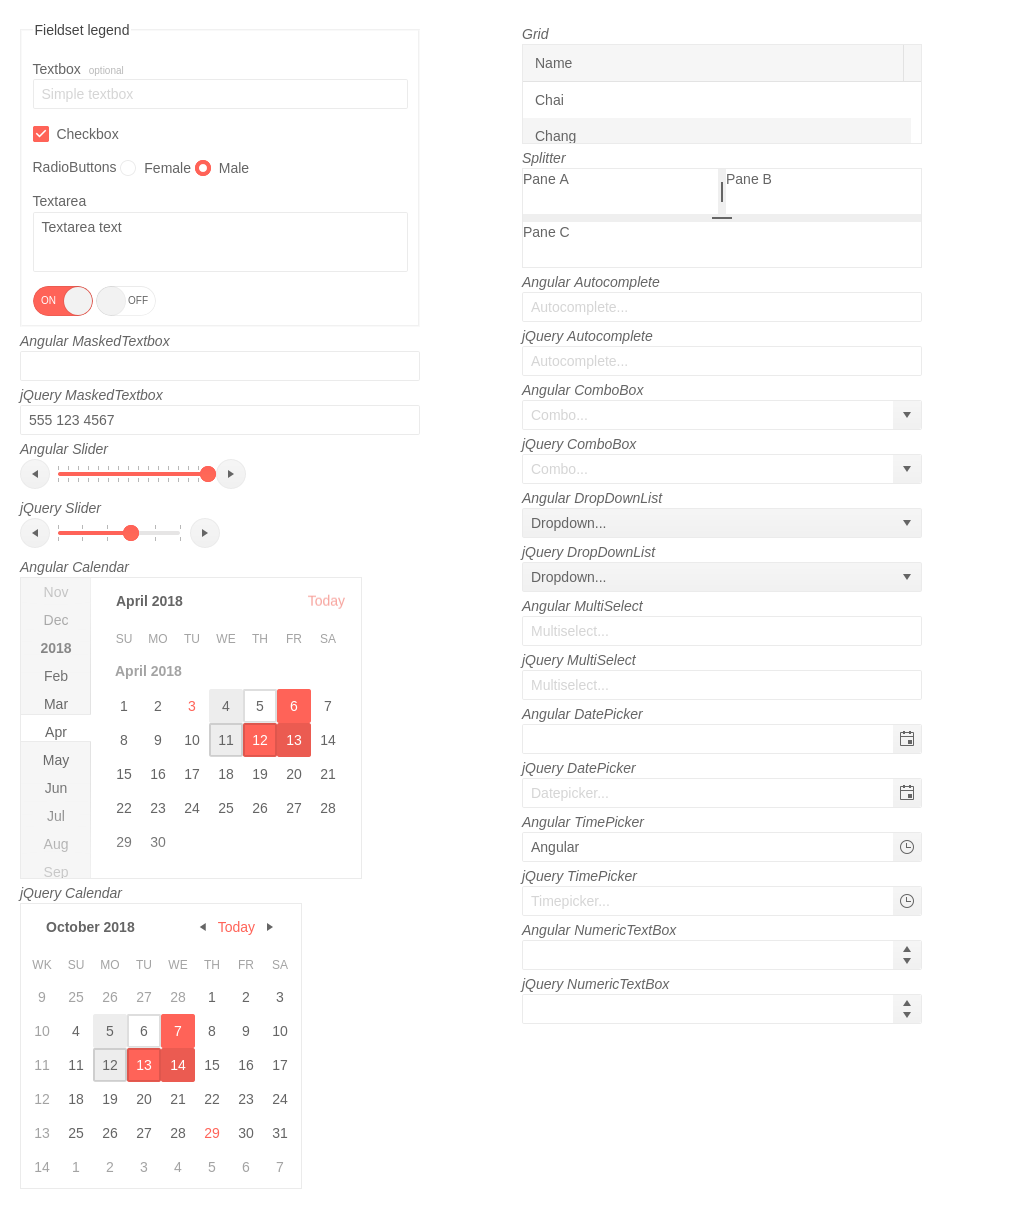 Fieldset legend
Textbox optional
Simple textbox
Checkbox
RadioButtons Female Male
Textarea
Textarea text
ON OFF
Angular MaskedTextbox
jQuery MaskedTextbox
555 123 4567
Angular Slider
jQuery Slider
Angular Calendar
Nov
Dec
2018
Feb
Mar
Apr
May
Jun
Jul
Aug
Sep
April 2018 Today
SU MO TU WE TH FR SA
April 2018
1 2 3 4 5 6 7
8 9 10 11 12 13 14
15 16 17 18 19 20 21
22 23 24 25 26 27 28
29 30
jQuery Calendar
October 2018 Today
WK SU MO TU WE TH FR SA
9 25 26 27 28 1 2 3
10 4 5 6 7 8 9 10
11 11 12 13 14 15 16 17
12 18 19 20 21 22 23 24
13 25 26 27 28 29 30 31
14 1 2 3 4 5 6 7
Grid
Name
Chai
Chang
Splitter
Pane A Pane B
Pane C
Angular Autocomplete
Autocomplete...
jQuery Autocomplete
Autocomplete...
Angular ComboBox
Combo...
jQuery ComboBox
Combo...
Angular DropDownList
Dropdown...
jQuery DropDownList
Dropdown...
Angular MultiSelect
Multiselect...
jQuery MultiSelect
Multiselect...
Angular DatePicker
jQuery DatePicker
Datepicker...
Angular TimePicker
Angular
jQuery TimePicker
Timepicker...
Angular NumericTextBox
jQuery NumericTextBox